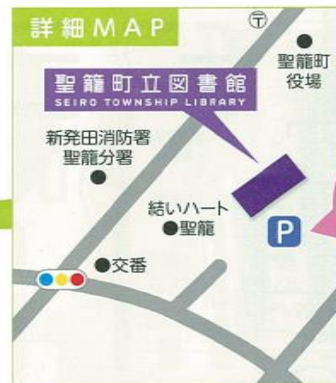 詳細MAP
〒
聖籠町
役場
聖籠町立図書館
SEIRO TOWNSHIP LIBRARY
新発田消防署
聖籠分署
結いハート
聖籠
P
交番